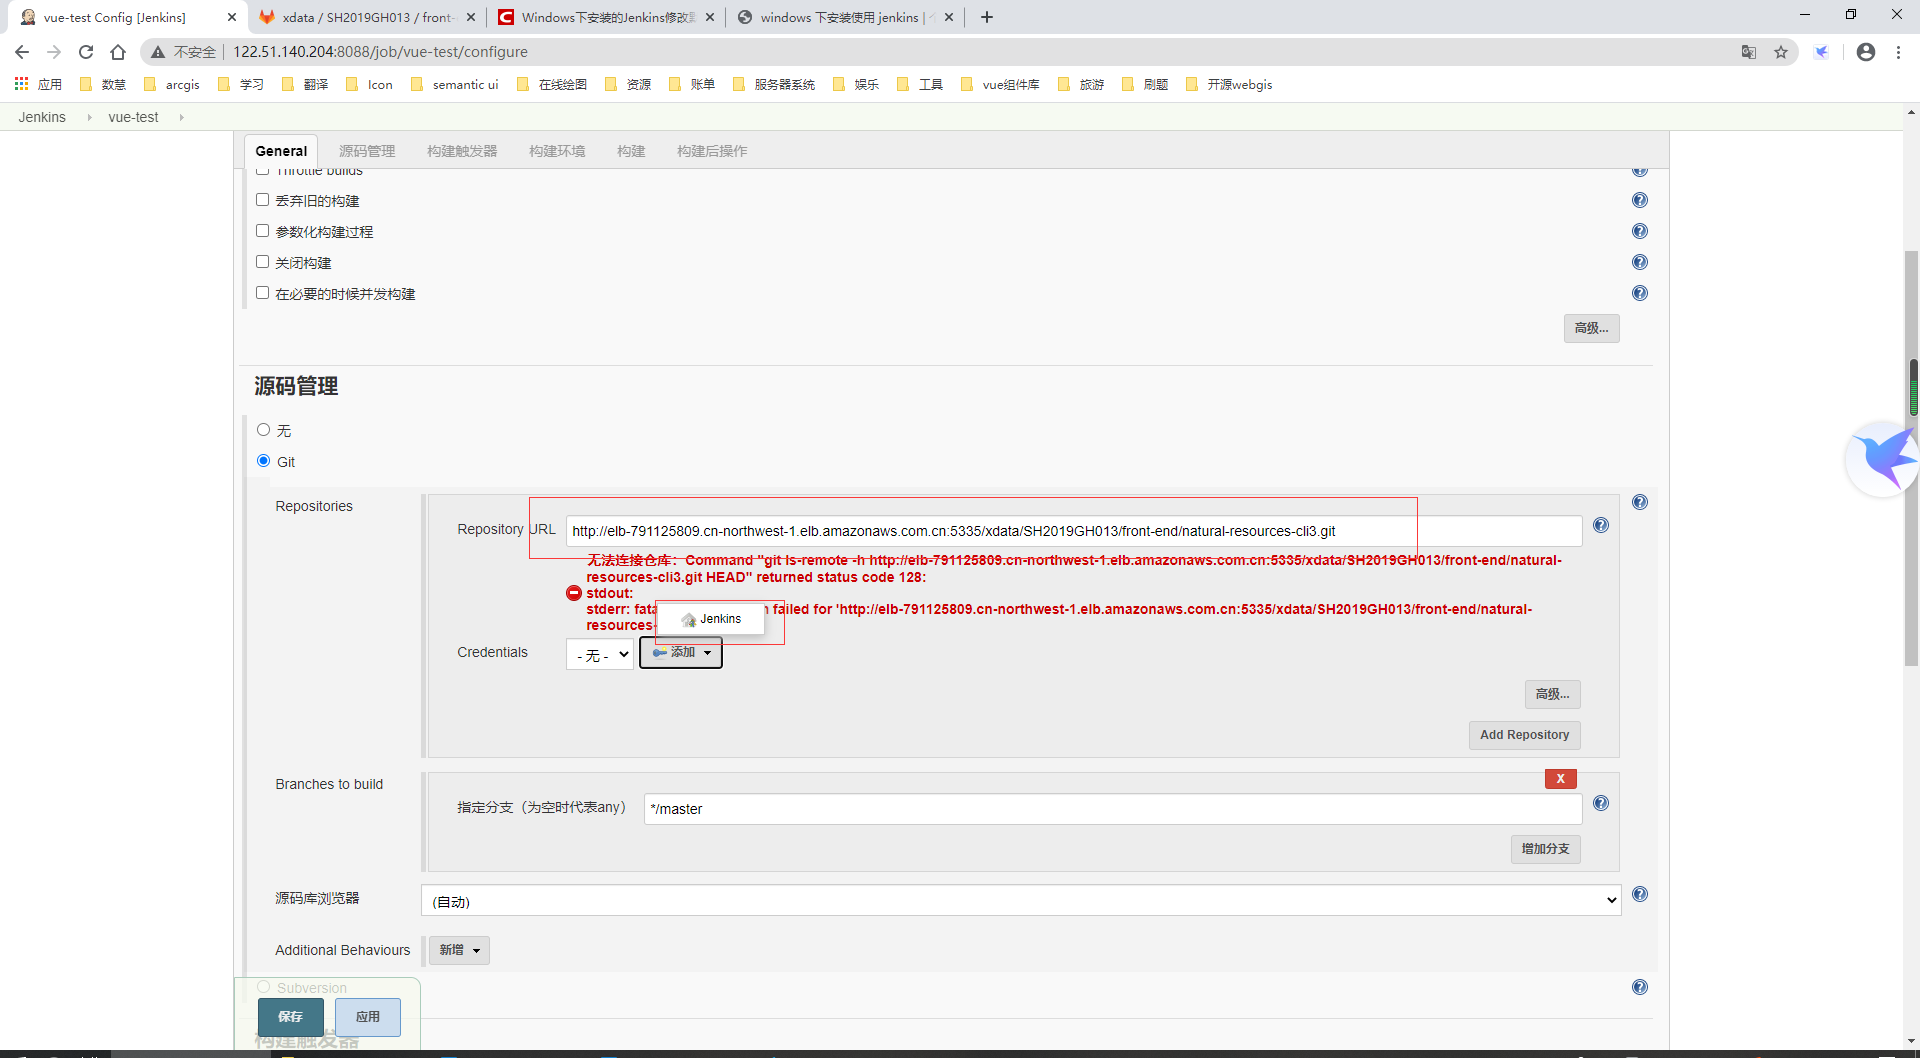 vue-test Config [Jenkins]
xdata / SH2019GH013 / front-
Windows下安装的Jenkins修改
windows 下安装使用 jenkins |
不安全
122.51.140.204:8088/job/vue-test/configure
应用
数慧
arcgis
学习
翻译
Icon
semantic ui
在线绘图
资源
账单
服务器系统
娱乐
工具
vue组件库
旅游
刷题
开源webgis
Jenkins
vue-test
General
源码管理
构建触发器
构建环境
构建
构建后操作
Throttle builds
丢弃旧的构建
参数化构建过程
关闭构建
在必要的时候并发构建
高级...
源码管理
无
Git
Repositories
Repository URL
http://elb-791125809.cn-northwest-1.elb.amazonaws.com.cn:5335/xdata/SH2019GH013/front-end/natural-resources-cli3.git
无法连接仓库：Command "git ls-remote -h http://elb-791125809.cn-northwest-1.elb.amazonaws.com.cn:5335/xdata/SH2019GH013/front-end/natural-
resources-cli3.git HEAD" returned status code 128:
stdout:
stderr: fata
n failed for 'http://elb-791125809.cn-northwest-1.elb.amazonaws.com.cn:5335/xdata/SH2019GH013/front-end/natural-
resources-
Jenkins
Credentials
- 无 -
添加
高级...
Add Repository
Branches to build
X
指定分支（为空时代表any）
*/master
增加分支
源码库浏览器
(自动)
Additional Behaviours
新增
Subversion
保存
应用
构建触发器